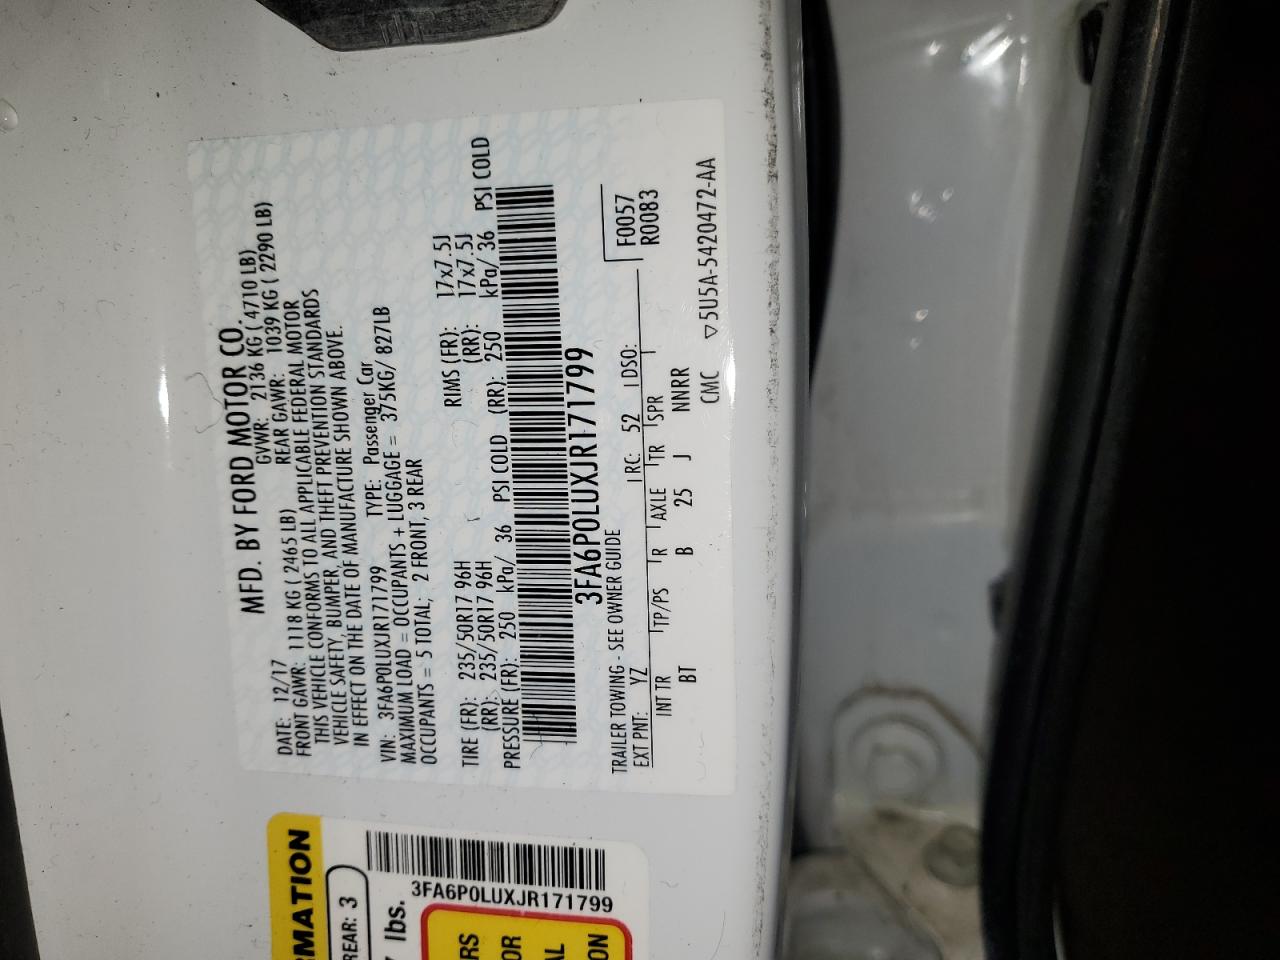 MFD. BY FORD MOTOR CO.
DATE: 12/17 GVWR: 2136 KG ( 4710 LB)
FRONT GAWR: 1118 KG ( 2465 LB) REAR GAWR: 1039 KG ( 2290 LB)
THIS VEHICLE CONFORMS TO ALL APPLICABLE FEDERAL MOTOR
VEHICLE SAFETY, BUMPER, AND THEFT PREVENTION STANDARDS
IN EFFECT ON THE DATE OF MANUFACTURE SHOWN ABOVE.
VIN: 3FA6P0LUXJR171799 TYPE: Passenger Car
MAXIMUM LOAD = OCCUPANTS + LUGGAGE = 375KG/ 827LB
OCCUPANTS = 5 TOTAL; 2 FRONT, 3 REAR
TIRE (FR): 235/50R17 96H RIMS (FR): 17x7.5J
(RR): 235/50R17 96H (RR): 17x7.5J
PRESSURE (FR): 250 kPa/ 36 PSI COLD (RR): 250 kPa/ 36 PSI COLD
3FA6P0LUXJR171799
TRAILER TOWING - SEE OWNER GUIDE
F0057
R0083
EXT PNT: YZ RC: 52 DSO:
INT TR TP/PS R AXLE TR SPR
BT B 25 J NNRR
CMC ▽5U5A-5420472-AA
RMATION
REAR: 3
7 lbs.
3FA6P0LUXJR171799
RS
OR
AL
ON